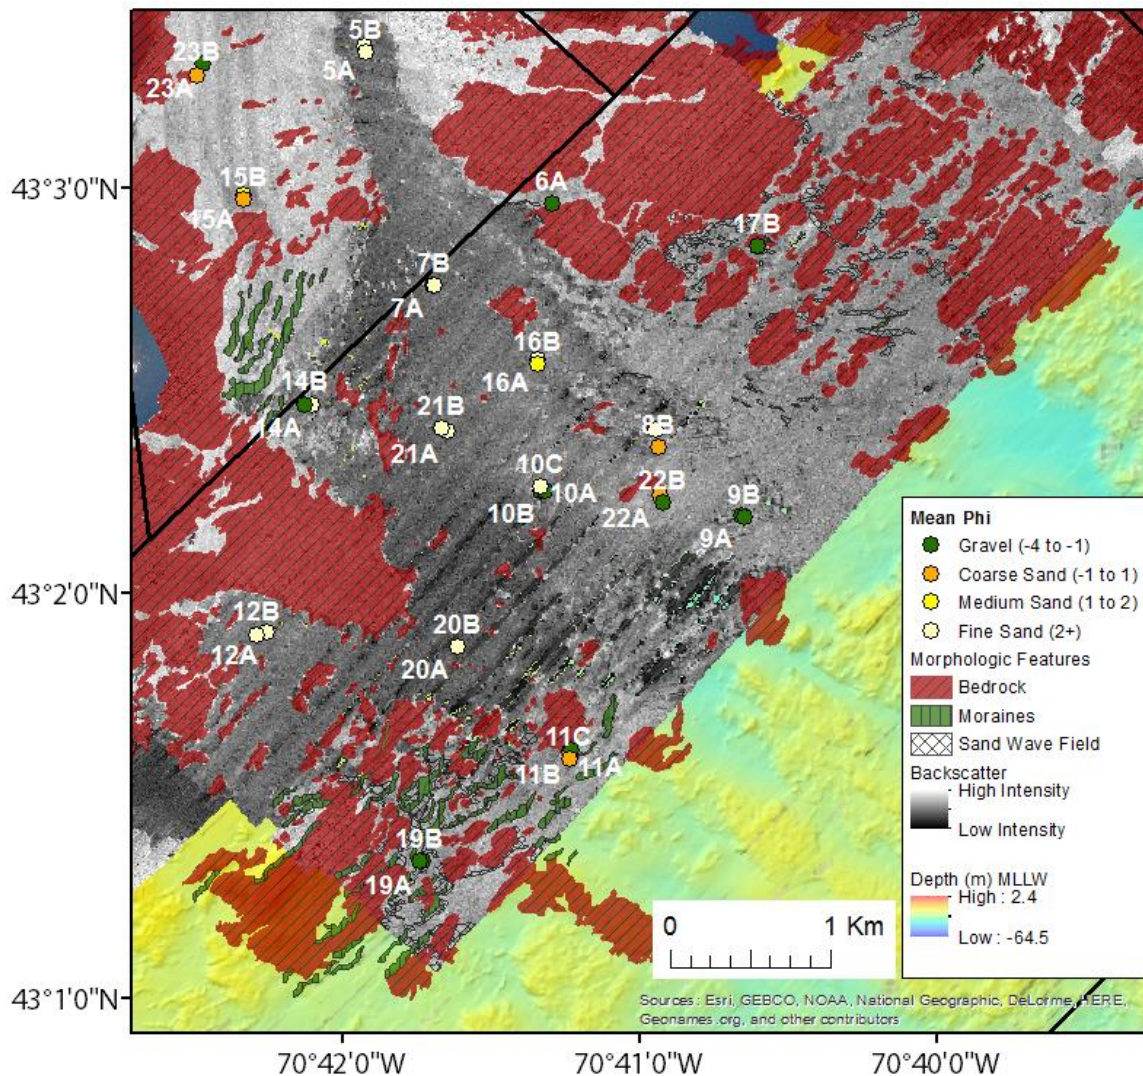 5B
23B
5A
23A
43°3'0"N
15B
6A
15A
17B
7B
7A
16B
14B
16A
21B
14A
8B
21A
10C
22B
10A
9B
10B
22A
9A
43°2'0"N
12B
20B
12A
20A
11C
11B
11A
19B
19A
43°1'0"N
Mean Phi
Gravel (-4 to -1)
Coarse Sand (-1 to 1)
Medium Sand (1 to 2)
Fine Sand (2+)
Morphologic Features
Bedrock
Moraines
Sand Wave Field
Backscatter
High Intensity
Low Intensity
Depth (m) MLLW
High : 2.4
Low : -64.5
0 1 Km
Sources: Esri, GEBCO, NOAA, National Geographic, DeLorme, HERE,
Geonames.org, and other contributors
70°42'0"W 70°41'0"W 70°40'0"W